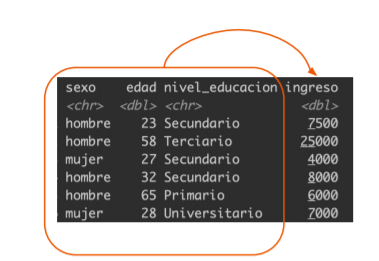 sexo edad nivel_educacion ingreso
<chr> <dbl> <chr> <dbl>
hombre 23 Secundario 7500
hombre 58 Terciario 25000
mujer 27 Secundario 4000
hombre 32 Secundario 8000
hombre 65 Primario 6000
mujer 28 Universitario 7000